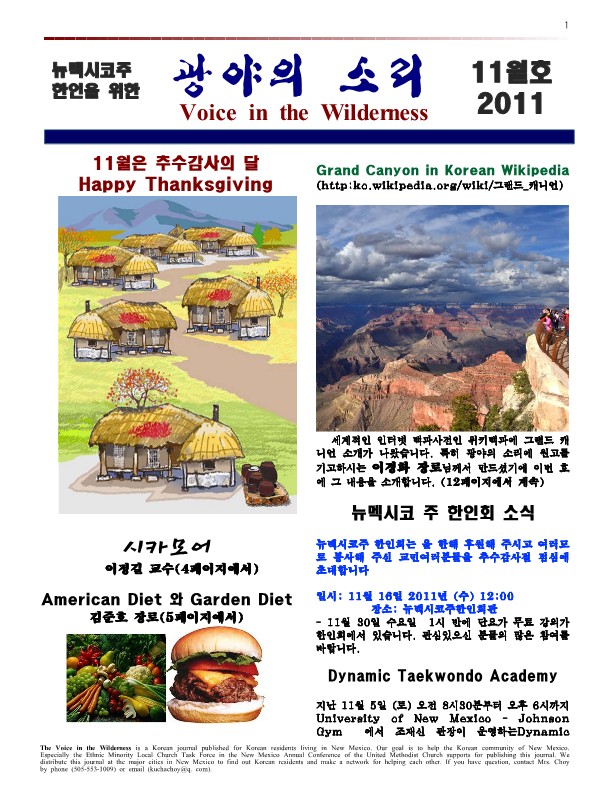 1
뉴멕시코주
한인을 위한
광야의 소리
Voice in the Wilderness
11월호
2011
11월은 추수감사의 달
Happy Thanksgiving
시카모어
이정길 교수(4페이지에서)
American Diet 와 Garden Diet
김준호 장로(5페이지에서)
Grand Canyon in Korean Wikipedia
(http:ko.wikipedia.org/wiki/그랜드_캐니언)
세계적인 인터넷 백과사전인 위키백과에 그랜드 캐
니언 소개가 나왔습니다. 특히 광야의 소리에 원고를
기고하시는 이정화 장로님께서 만드셨기에 이번 호
에 그 내용을 소개합니다. (12페이지에서 계속)
뉴멕시코 주 한인회 소식
뉴멕시코주 한인회는 올 한해 후원해 주시고 여러모
로 봉사해 주신 교민여러분들을 추수감사절 점심에
초대합니다
일시: 11월 16일 2011년 (수) 12:00
장소: 뉴멕시코주한인회관
- 11월 30일 수요일 1시 반에 단요가 무료 강의가
한인회에서 있습니다. 관심있으신 분들의 많은 참여를
바랍니다.
Dynamic Taekwondo Academy
지난 11월 5일 (토) 오전 8시30분부터 오후 6시까지
University of New Mexico - Johnson
Gym 에서 조재신 관장이 운영하는Dynamic
The Voice in the Wilderness is a Korean journal published for Korean residents living in New Mexico. Our goal is to help the Korean community of New Mexico.
Especially the Ethnic Minority Local Church Task Force in the New Mexico Annual Conference of the United Methodist Church supports for publishing this journal. We
distribute this journal at the major cities in New Mexico to find out Korean residents and make a network for helping each other. If you have question, contact Mrs. Choy
by phone (505-553-1009) or email (kuchachoy@q. com).